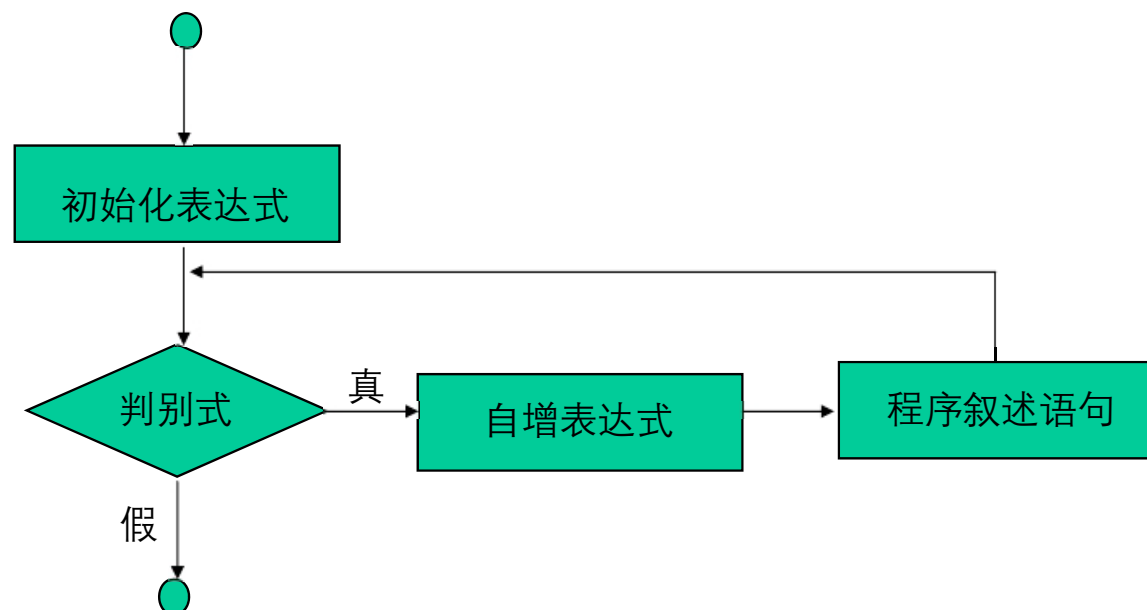 初始化表达式
判别式
真
自增表达式
程序叙述语句
假